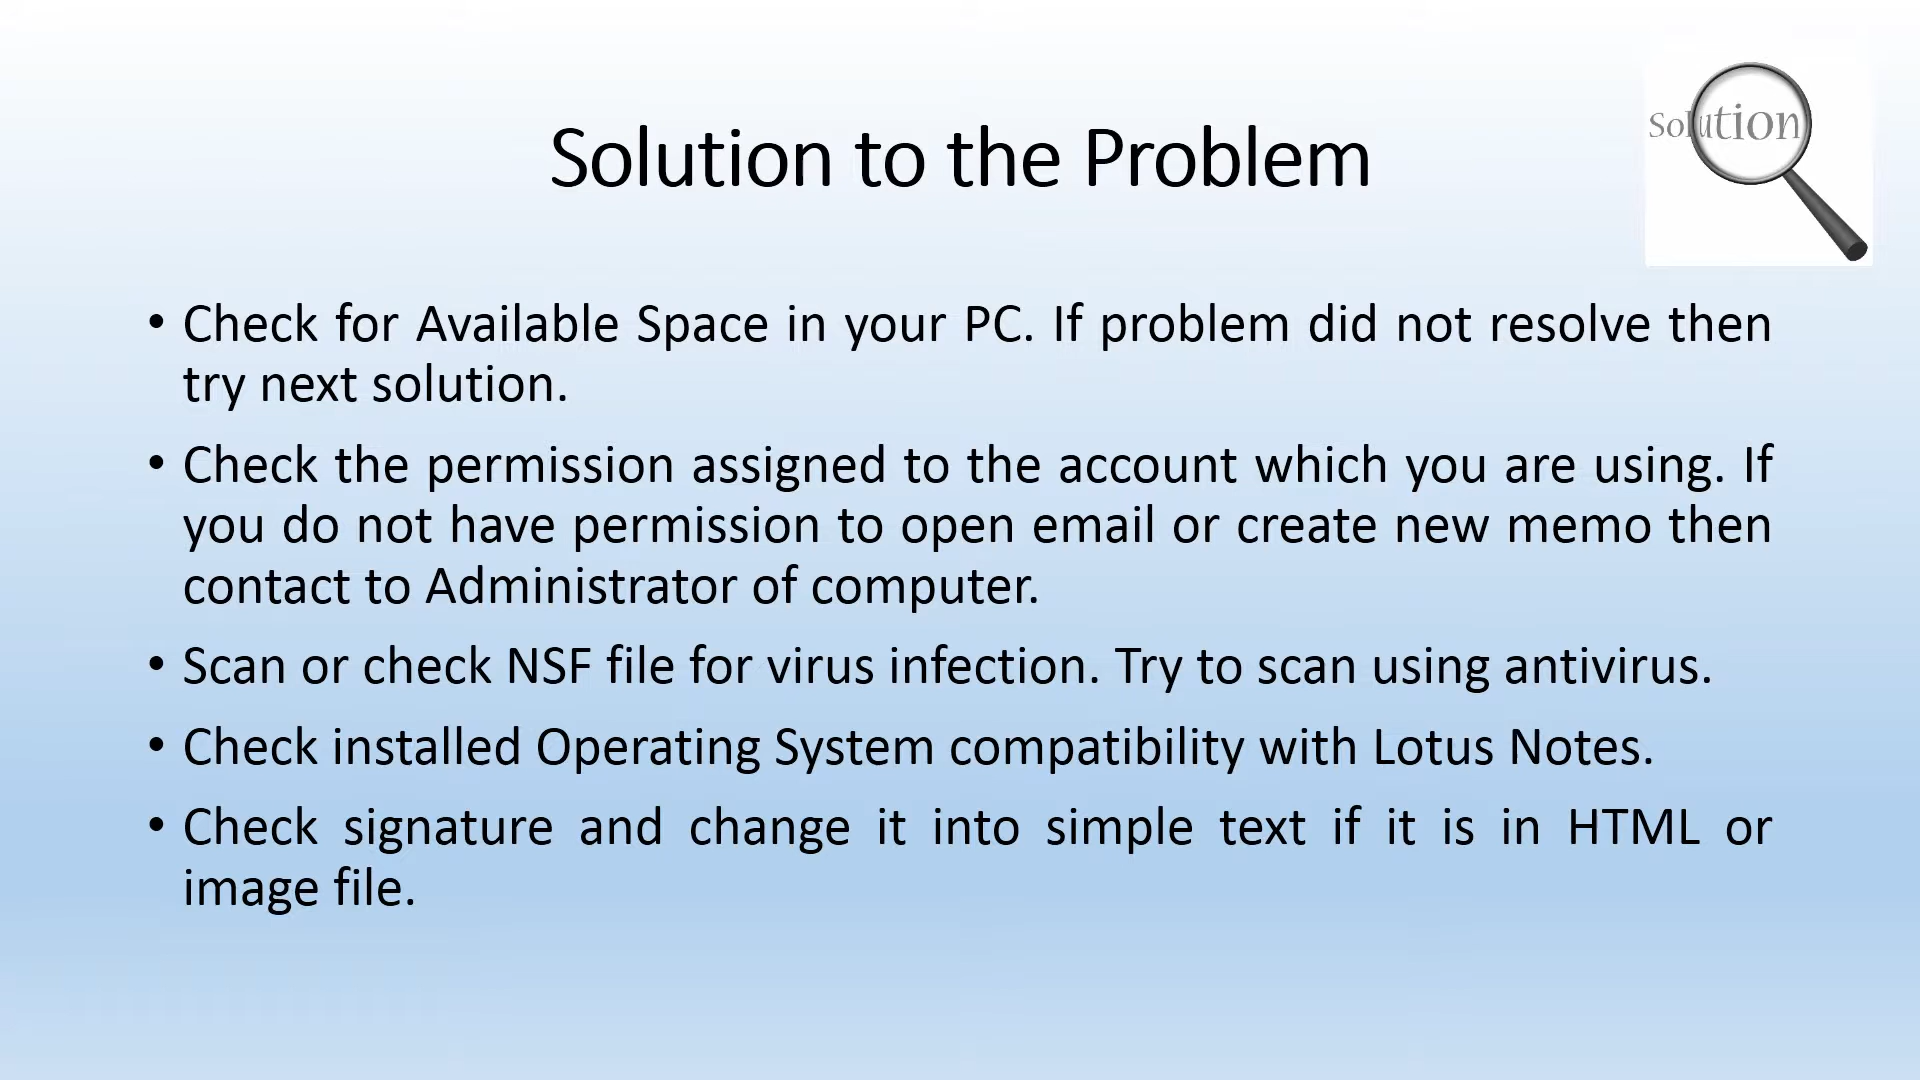 Solution
Solution to the Problem
• Check for Available Space in your PC. If problem did not resolve then
try next solution.
• Check the permission assigned to the account which you are using. If
you do not have permission to open email or create new memo then
contact to Administrator of computer.
• Scan or check NSF file for virus infection. Try to scan using antivirus.
• Check installed Operating System compatibility with Lotus Notes.
• Check signature and change it into simple text if it is in HTML or
image file.